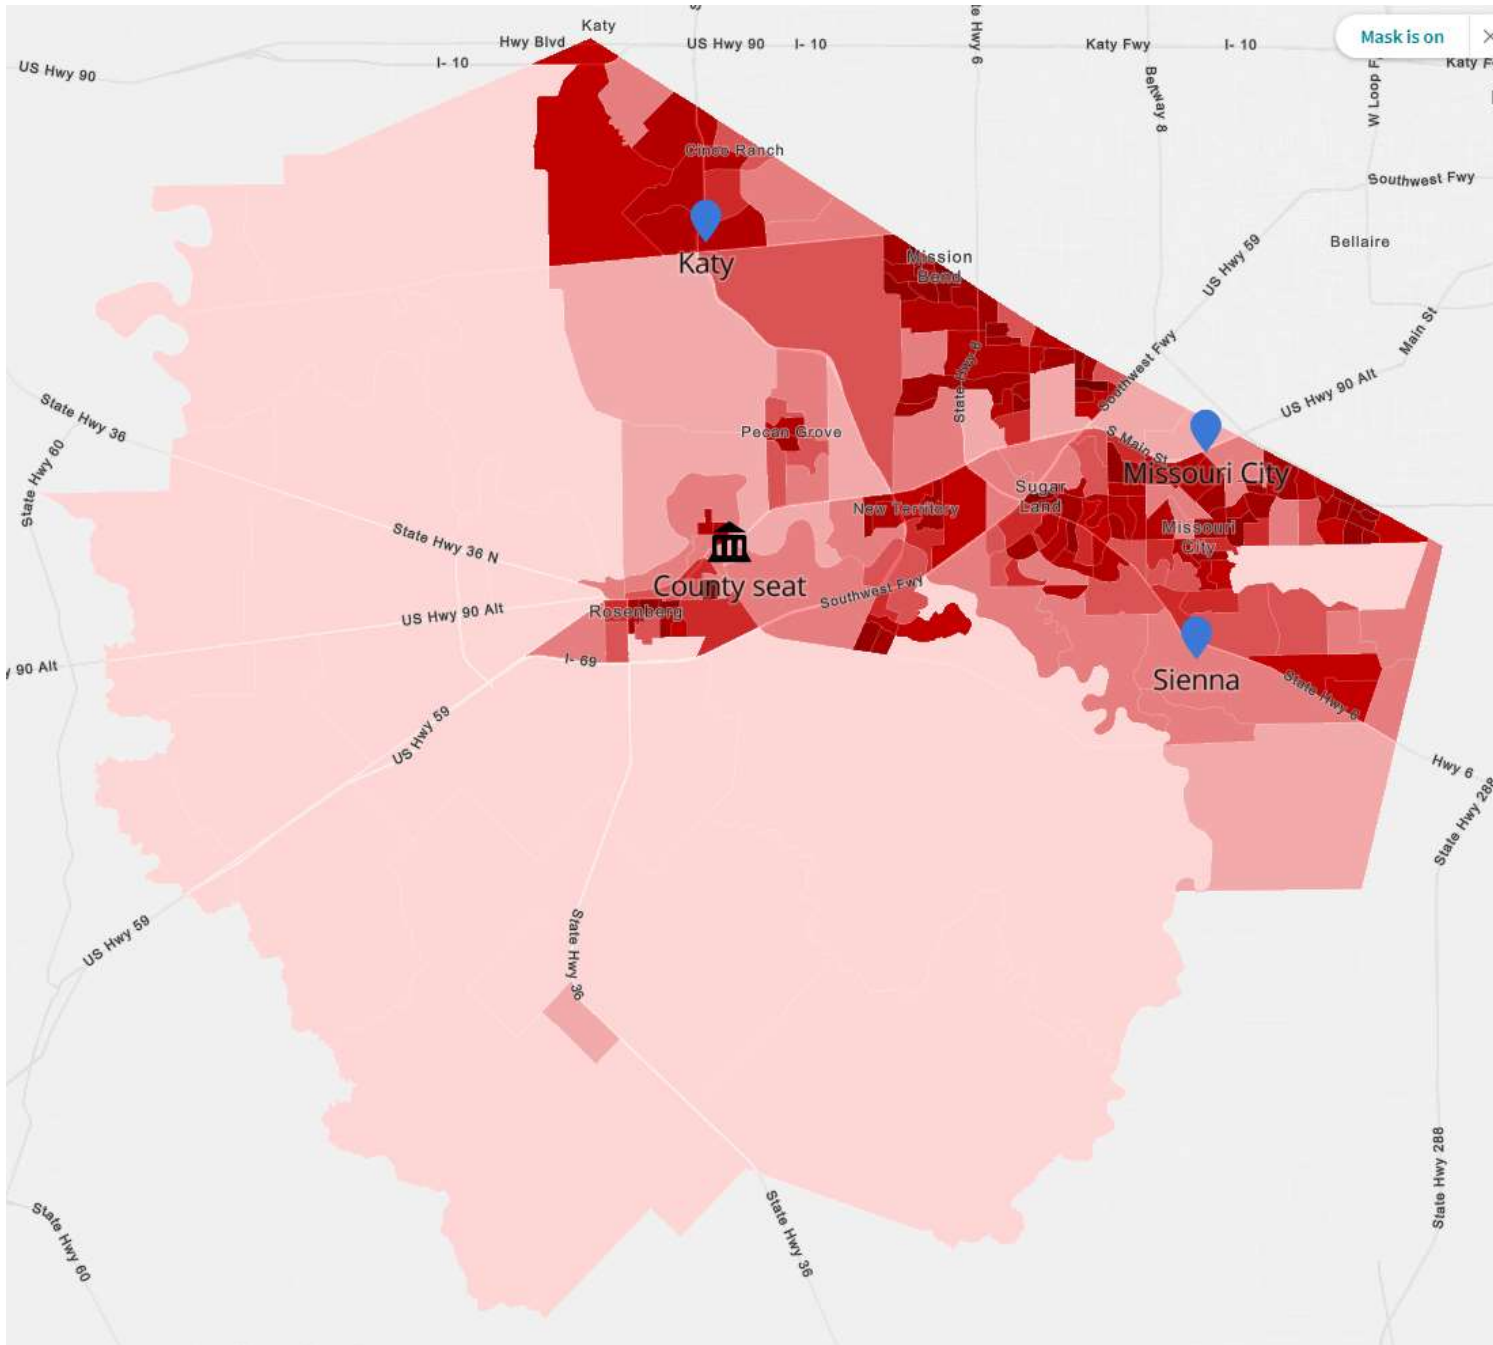 Katy
Hwy Blvd
US Hwy 90
I- 10
Katy Fwy
I- 10
Mask is on
US Hwy 90
I- 10
Katy F
Beltway 8
W Loop F
Cinco Ranch
Southwest Fwy
Bellaire
Mission
Bend
Katy
US Hwy 59
Main St
State Hwy 6
Southwest Fwy
US Hwy 90 Alt
State Hwy 36
State Hwy 60
Pecan Grove
S Main St
Missouri City
Sugar
Land
New Territory
Missouri
City
State Hwy 36 N
County seat
Southwest Fwy
US Hwy 90 Alt
Rosenberg
I- 69
y 90 Alt
Sienna
State Hwy 6
US Hwy 59
Hwy 6
State Hwy 288
State Hwy 36
US Hwy 59
State Hwy 288
State Hwy 36
State Hwy 60